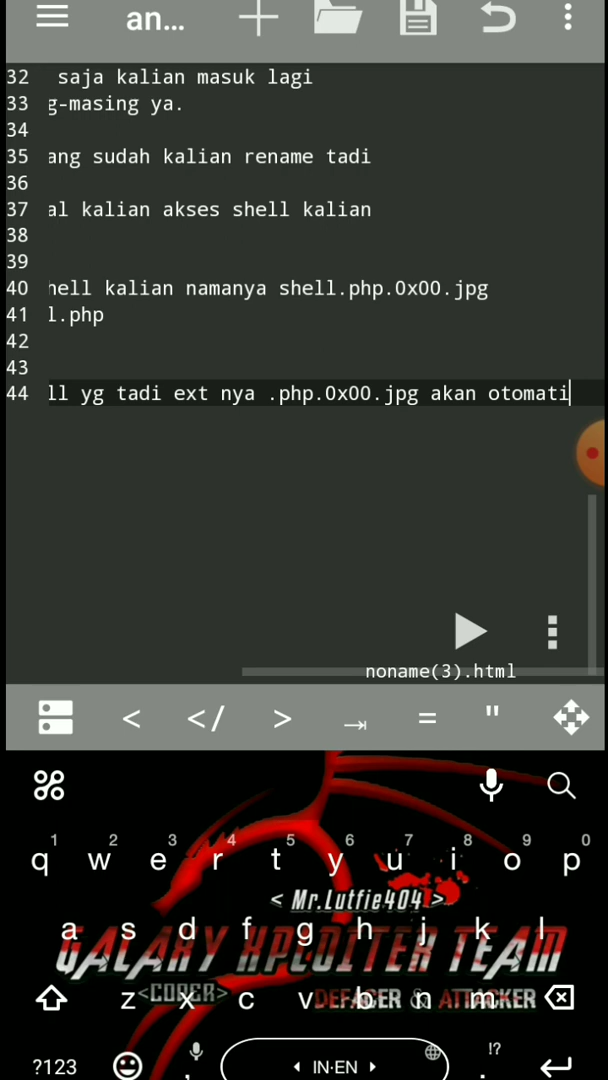 an...
32 saja kalian masuk lagi
33 g-masing ya.
34
35 ang sudah kalian rename tadi
36
37 al kalian akses shell kalian
38
39
40 hell kalian namanya shell.php.0x00.jpg
41 l.php
42
43
44 ll yg tadi ext nya .php.0x00.jpg akan otomati
noname(3).html
< </ > ⇥ = "
1 2 3 4 5 6 7 8 9 0
q w e r t y u i o p
< Mr.Lutfie404 >
a s d f g h j k l
GALAXY XPLOITER TEAM
z x c v b n m
<CODER> DEFACER & ATTACKER
?123 , IN·EN . !?